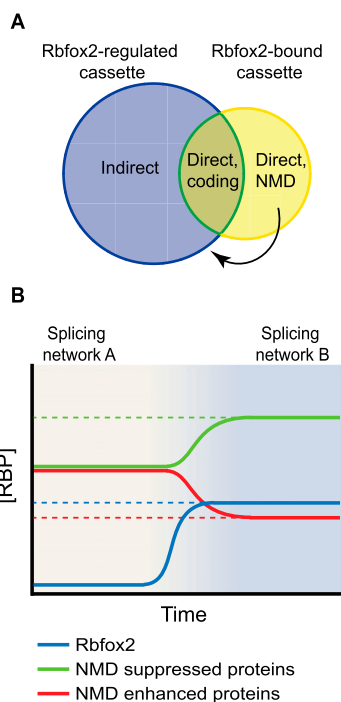 A
Rbfox2-regulated
cassette
Rbfox2-bound
cassette
Indirect
Direct,
coding
Direct,
NMD
B
Splicing
network A
Splicing
network B
[RBP]
Time
Rbfox2
NMD suppressed proteins
NMD enhanced proteins